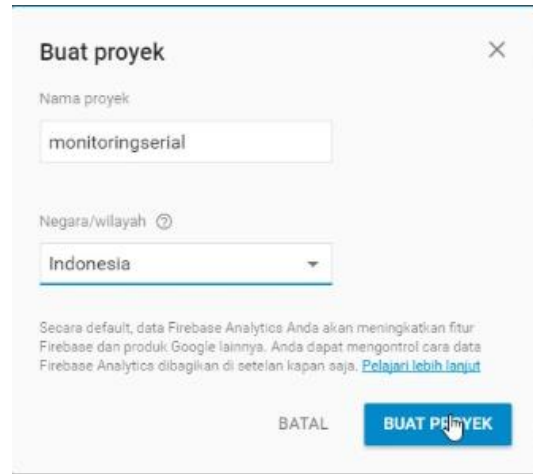 Buat proyek
Nama proyek
monitoringserial
Negara/wilayah
Indonesia
Secara default, data Firebase Analytics Anda akan meningkatkan fitur
Firebase dan produk Google lainnya. Anda dapat mengontrol cara data
Firebase Analytics dibagikan di setelan kapan saja. Pelajari lebih lanjut
BATAL
BUAT PROYEK